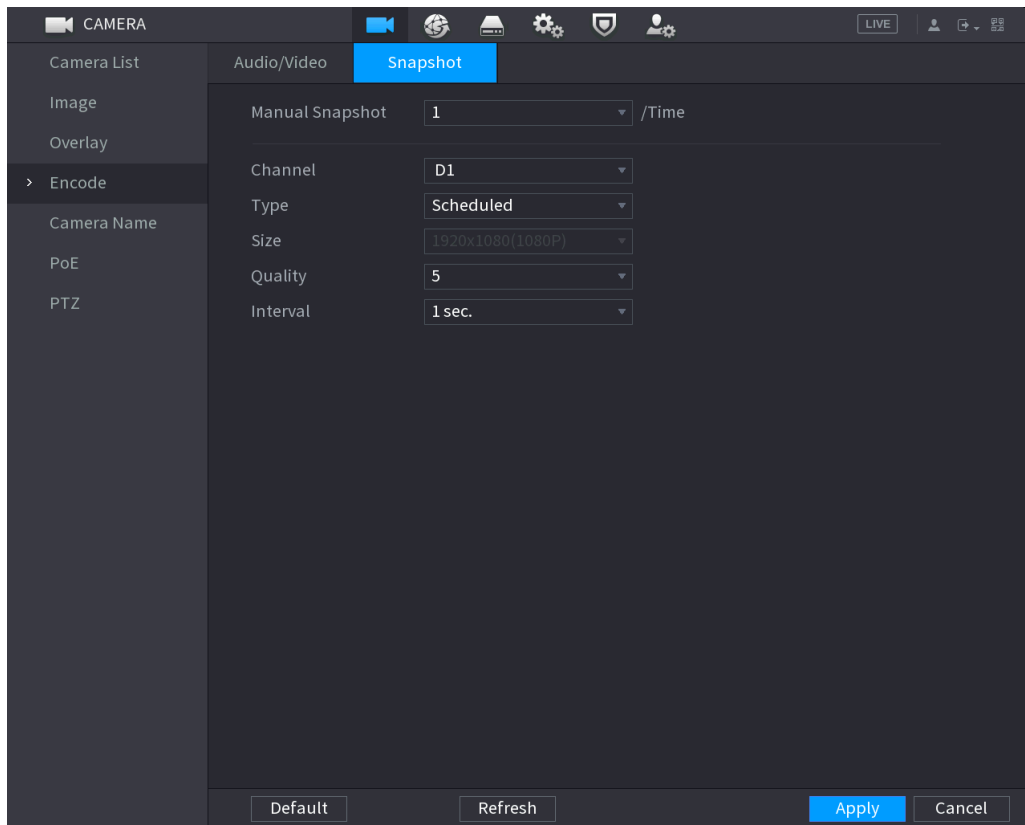 CAMERA
LIVE
Camera List
Image
Overlay
> Encode
Camera Name
PoE
PTZ
Audio/Video Snapshot
Manual Snapshot 1 /Time
Channel D1
Type Scheduled
Size 1920x1080(1080P)
Quality 5
Interval 1 sec.
Default Refresh Apply Cancel